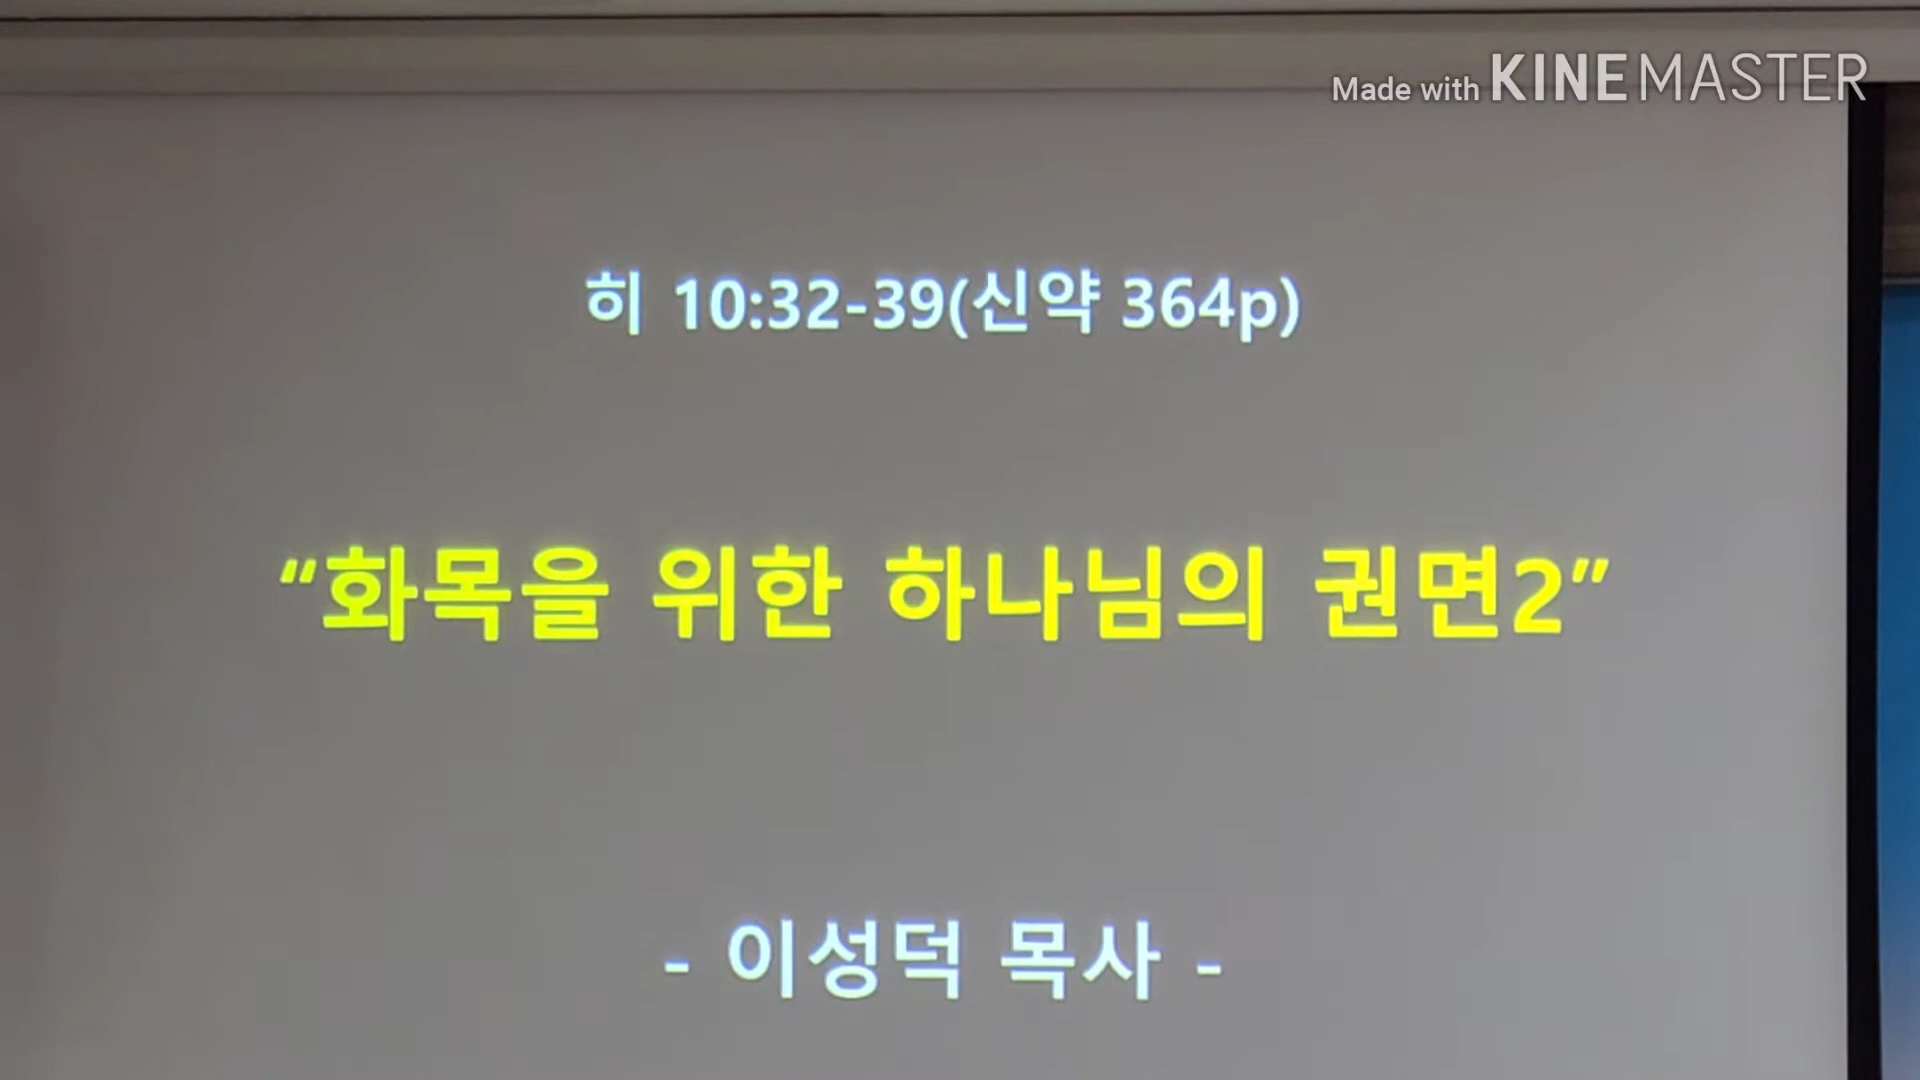 Made with KINEMASTER
히 10:32-39(신약 364p)
“화목을 위한 하나님의 권면2”
- 이성덕 목사 -